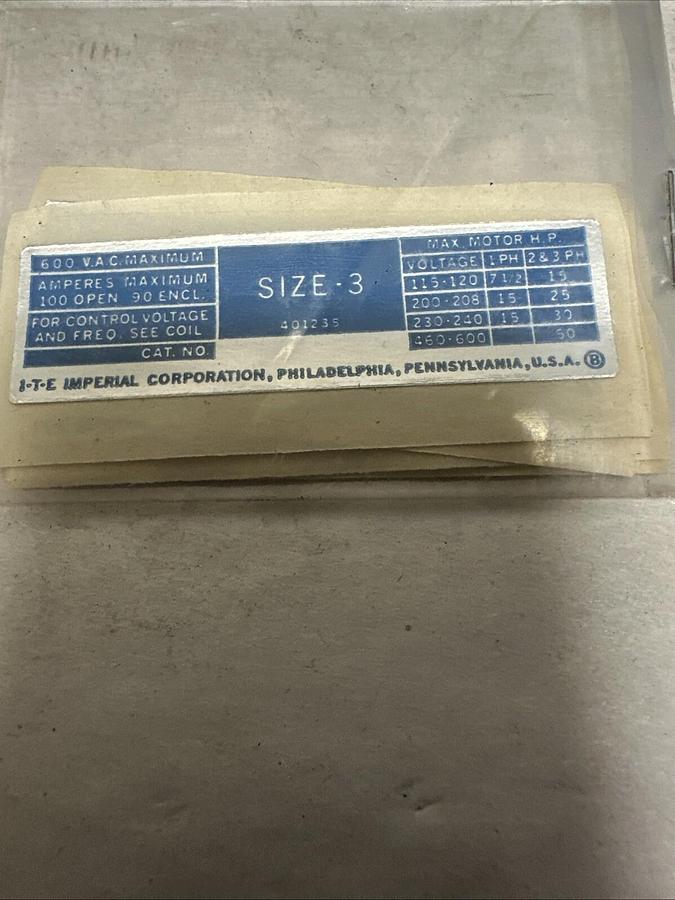 600 V.A.C. MAXIMUM
AMPERES MAXIMUM
100 OPEN 90 ENCL.
FOR CONTROL VOLTAGE
AND FREQ. SEE COIL
CAT. NO.
SIZE-3
401235
MAX. MOTOR H.P.
VOLTAGE 1 PH 2 & 3 PH
115-120 7 1/2 15
200-208 15 25
230-240 15 30
460-600 50
I-T-E IMPERIAL CORPORATION, PHILADELPHIA, PENNSYLVANIA, U.S.A. B